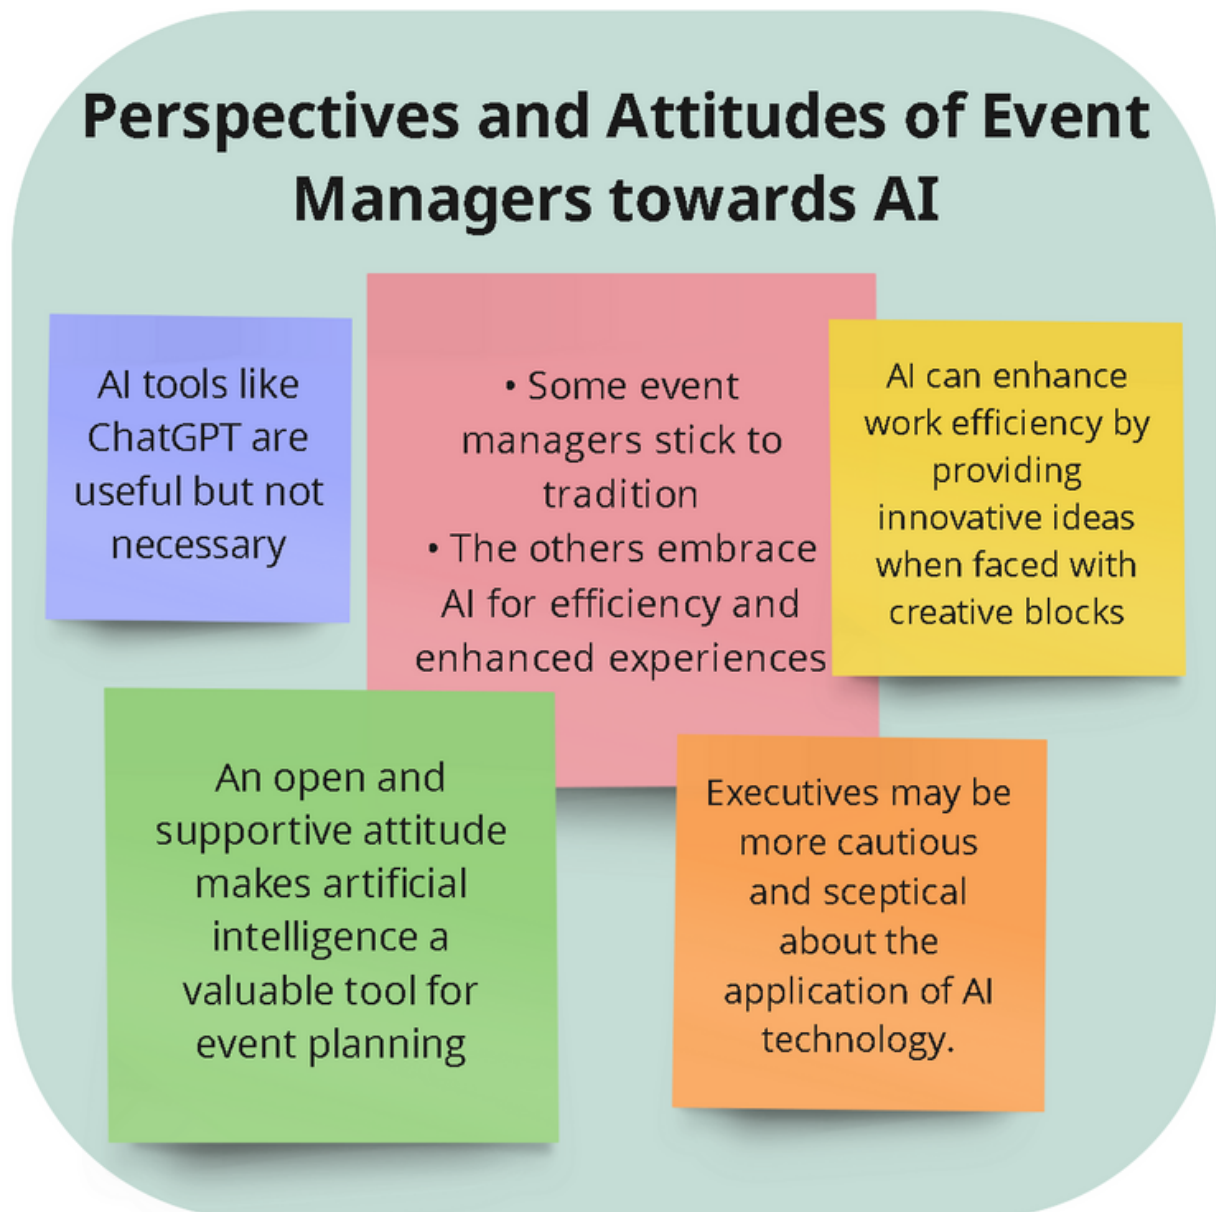 Perspectives and Attitudes of Event
Managers towards AI
AI tools like
ChatGPT are
useful but not
necessary
• Some event
managers stick to
tradition
• The others embrace
AI for efficiency and
enhanced experiences
AI can enhance
work efficiency by
providing
innovative ideas
when faced with
creative blocks
An open and
supportive attitude
makes artificial
intelligence a
valuable tool for
event planning
Executives may be
more cautious
and sceptical
about the
application of AI
technology.